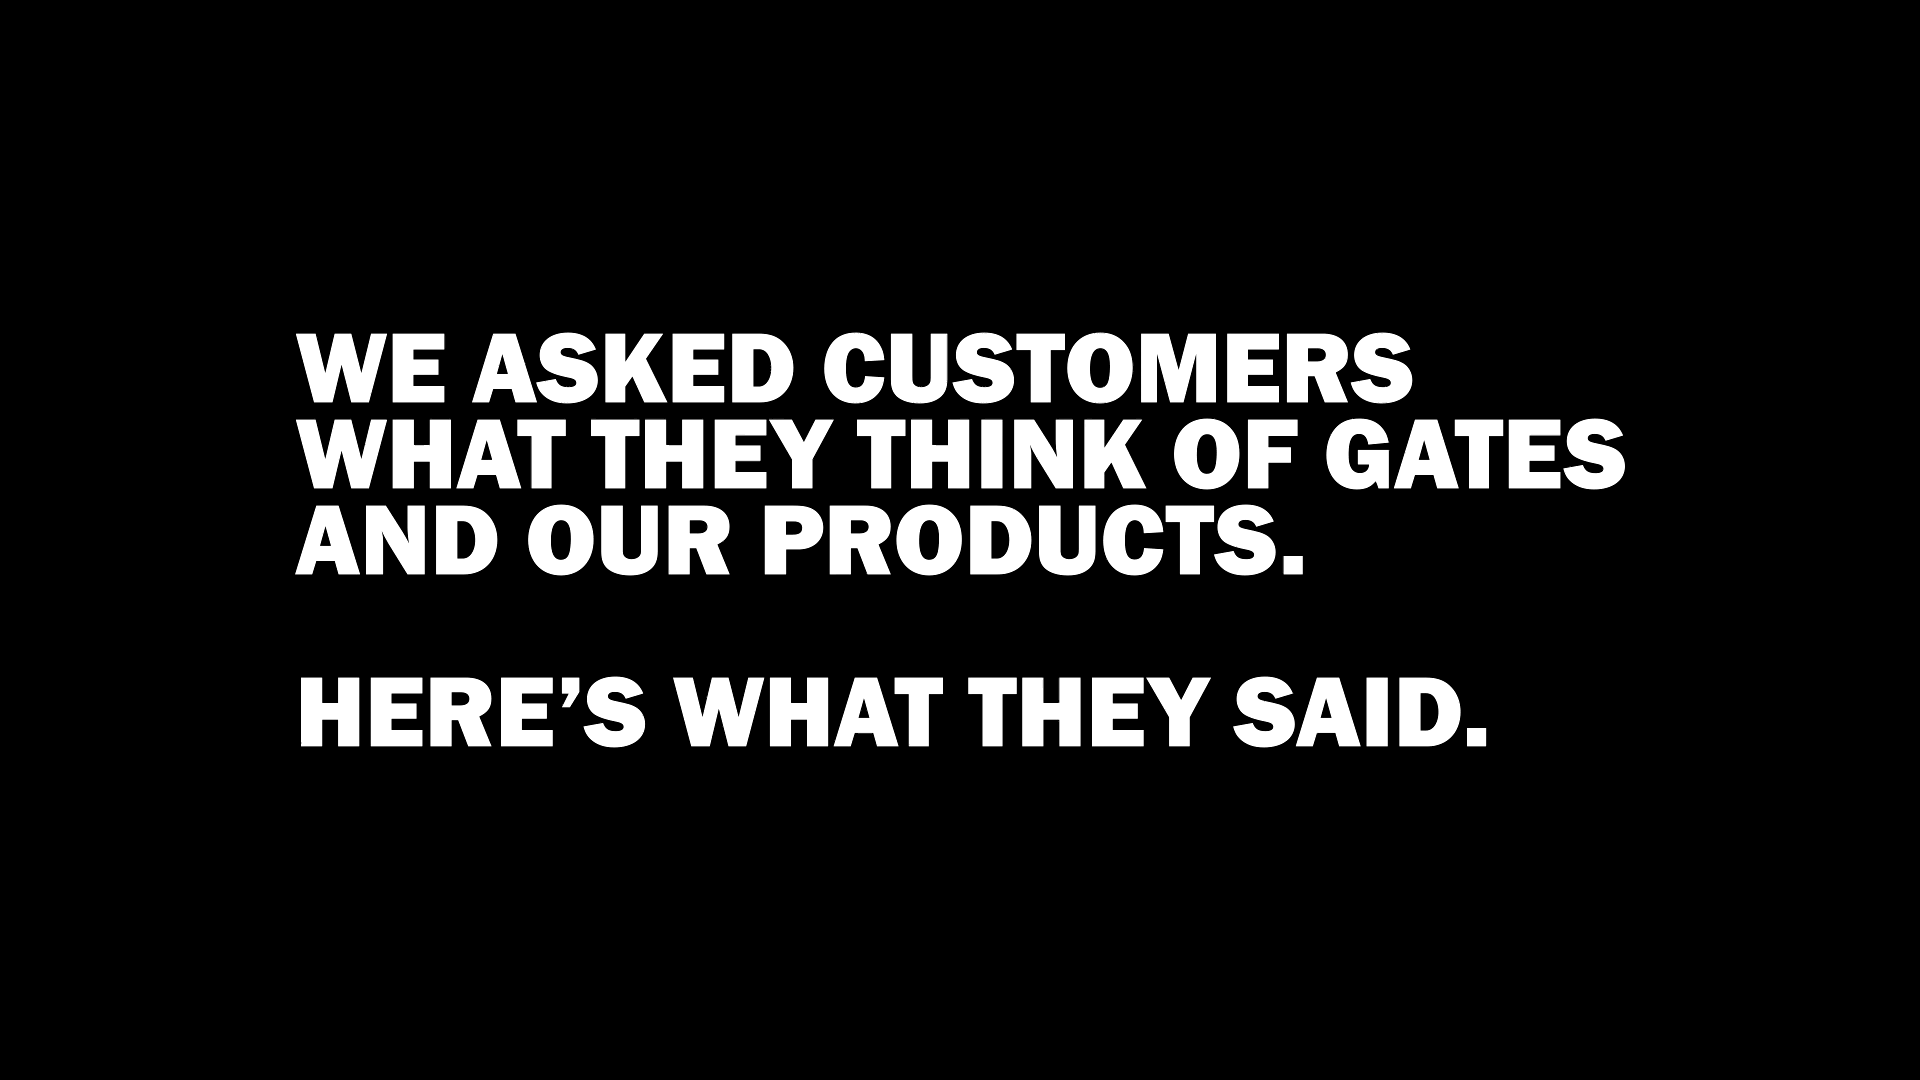 WE ASKED CUSTOMERS
WHAT THEY THINK OF GATES
AND OUR PRODUCTS.
HERE’S WHAT THEY SAID.